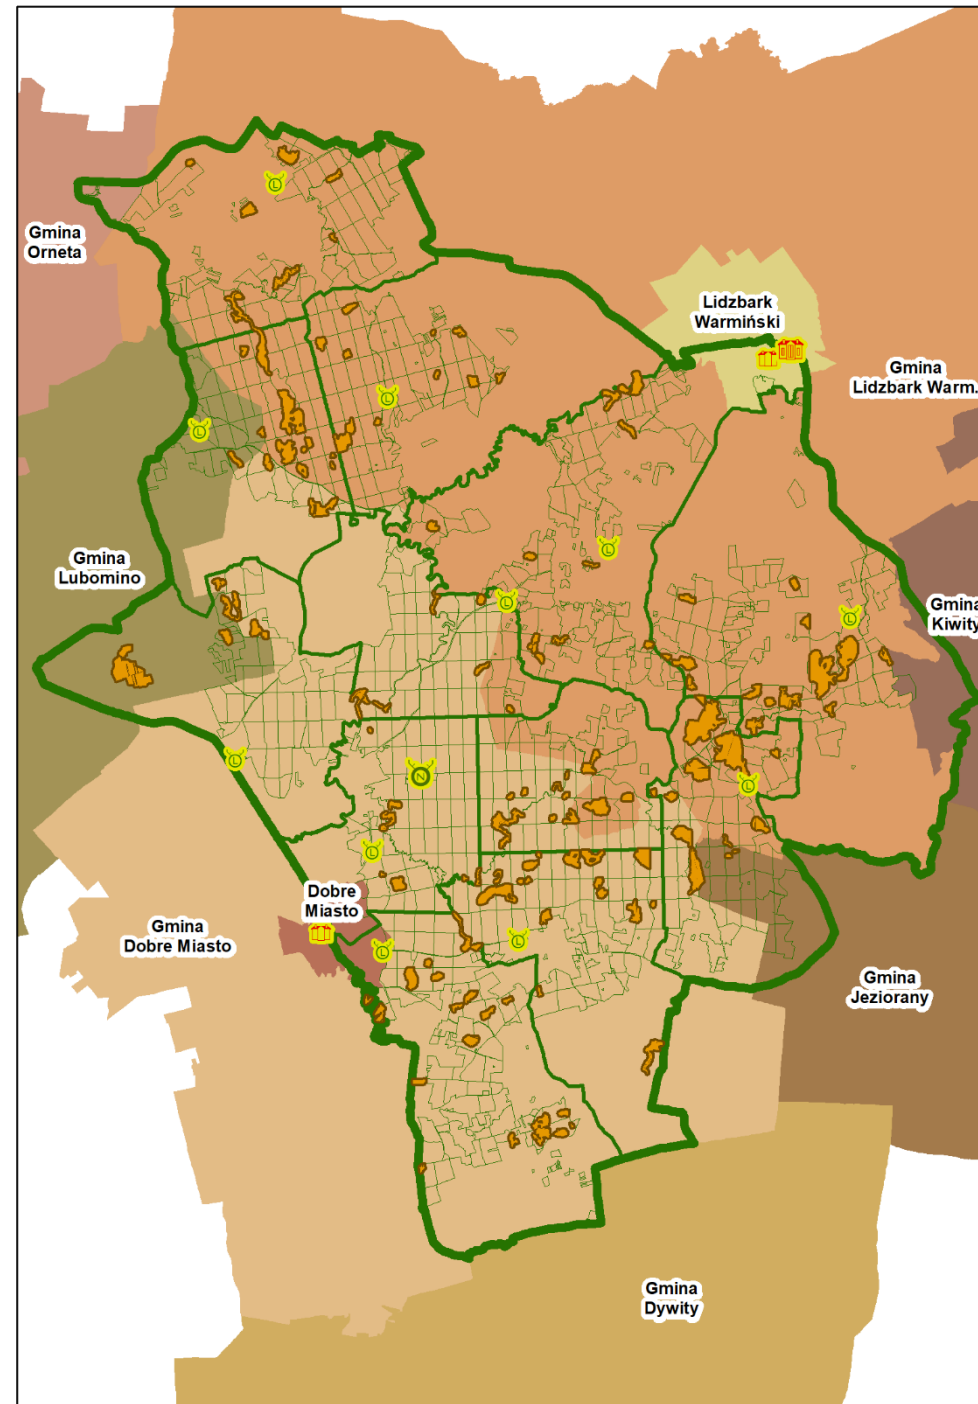 Gmina
Orneta
Lidzbark
Warmiński
Gmina
Lidzbark Warm.
Gmina
Lubomino
Gmina
Kiwity
Dobre
Miasto
Gmina
Dobre Miasto
Gmina
Jeziorany
Gmina
Dywity
L
L
L
L
L
L
L
N
L
L
L
L